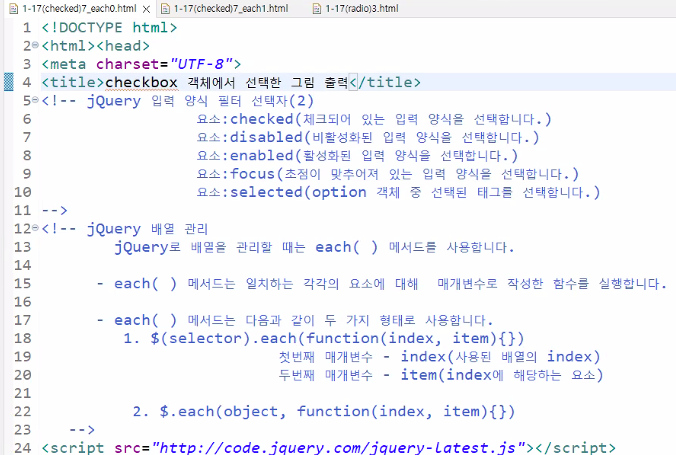 1-17(checked)7_each0.html 1-17(checked)7_each1.html 1-17(radio)3.html
1 <!DOCTYPE html>
2 <html><head>
3 <meta charset="UTF-8">
4 <title>checkbox 객체에서 선택한 그림 출력</title>
5 <!-- jQuery 입력 양식 필터 선택자(2)
6 요소:checked(체크되어 있는 입력 양식을 선택합니다.)
7 요소:disabled(비활성화된 입력 양식을 선택합니다.)
8 요소:enabled(활성화된 입력 양식을 선택합니다.)
9 요소:focus(초점이 맞추어져 있는 입력 양식을 선택합니다.)
10 요소:selected(option 객체 중 선택된 태그를 선택합니다.)
11 -->
12 <!-- jQuery 배열 관리
13 jQuery로 배열을 관리할 때는 each( ) 메서드를 사용합니다.
14
15 - each( ) 메서드는 일치하는 각각의 요소에 대해 매개변수로 작성한 함수를 실행합니다.
16
17 - each( ) 메서드는 다음과 같이 두 가지 형태로 사용합니다.
18 1. $(selector).each(function(index, item){})
19 첫번째 매개변수 - index(사용된 배열의 index)
20 두번째 매개변수 - item(index에 해당하는 요소)
21
22 2. $.each(object, function(index, item){})
23 -->
24 <script src="http://code.jquery.com/jquery-latest.js"></script>